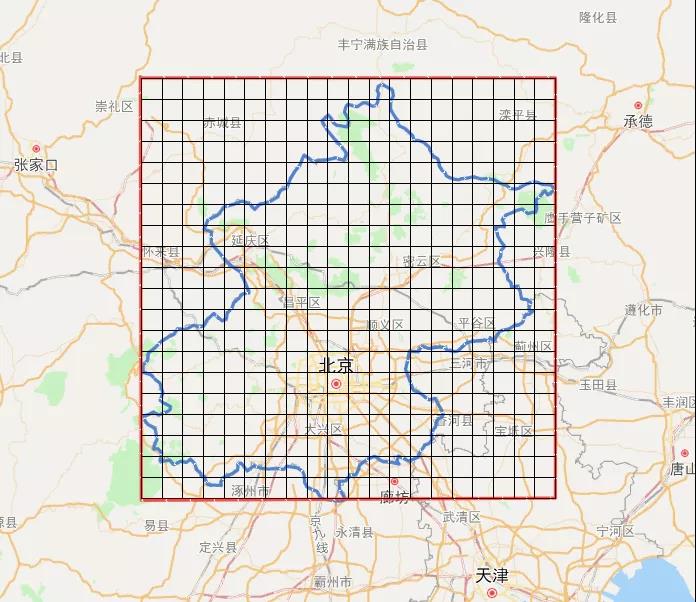 隆化县
丰宁满族自治县
北县
崇礼区
赤城县
滦平县
承德
张家口
鹰手营子矿区
延庆区
怀来县
密云区
兴隆县
昌平区
遵化市
顺义区
平谷区
蓟州区
北京
三河市
玉田县
丰润区
大兴区
香河县
宝坻区
唐山
涿州市
廊坊
易县
京九线
永清县
武清区
宁河区
定兴县
天津
霸州市